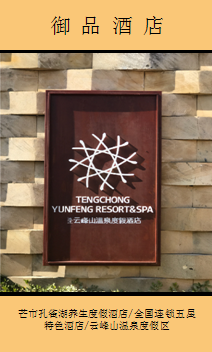 御品酒店
TENGCHONG
YUNFENG RESORT&SPA
云峰山温泉度假酒店
芒市孔雀湖养生度假酒店/全国连锁五星
特色酒店/云峰山温泉度假区